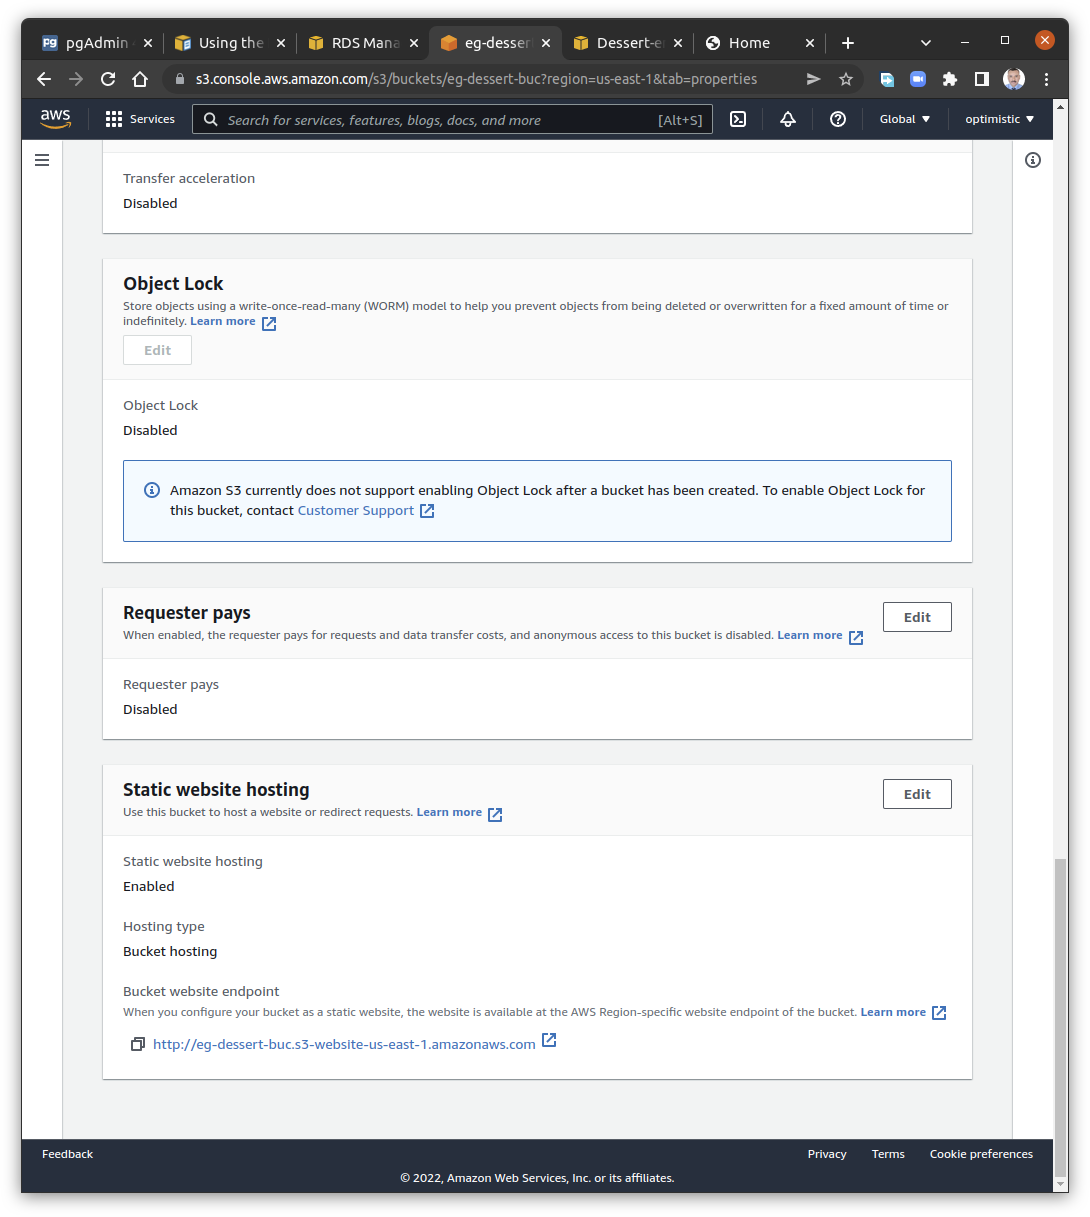 pg pgAdmin
Using the
RDS Mana
eg-dessert
Dessert-e
Home
s3.console.aws.amazon.com/s3/buckets/eg-dessert-buc?region=us-east-1&tab=properties
aws
Services
Search for services, features, blogs, docs, and more
[Alt+S]
Global
optimistic
Transfer acceleration
Disabled
Object Lock
Store objects using a write-once-read-many (WORM) model to help you prevent objects from being deleted or overwritten for a fixed amount of time or
indefinitely. Learn more
Edit
Object Lock
Disabled
Amazon S3 currently does not support enabling Object Lock after a bucket has been created. To enable Object Lock for
this bucket, contact Customer Support
Requester pays
Edit
When enabled, the requester pays for requests and data transfer costs, and anonymous access to this bucket is disabled. Learn more
Requester pays
Disabled
Static website hosting
Edit
Use this bucket to host a website or redirect requests. Learn more
Static website hosting
Enabled
Hosting type
Bucket hosting
Bucket website endpoint
When you configure your bucket as a static website, the website is available at the AWS Region-specific website endpoint of the bucket. Learn more
http://eg-dessert-buc.s3-website-us-east-1.amazonaws.com
Feedback
Privacy
Terms
Cookie preferences
© 2022, Amazon Web Services, Inc. or its affiliates.